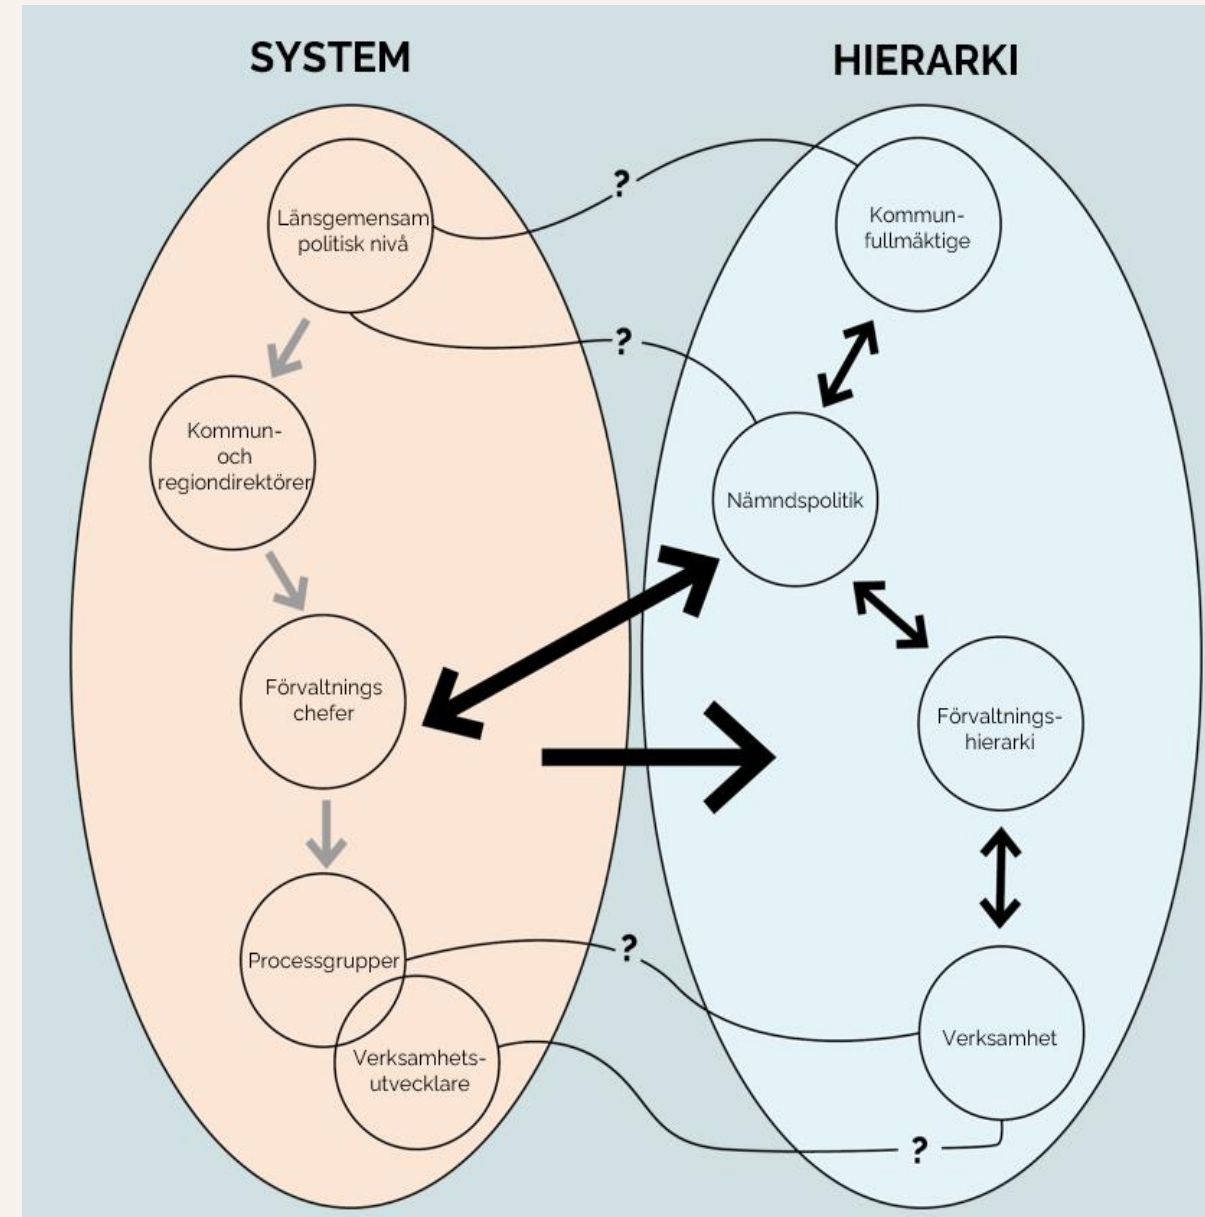 SYSTEM
HIERARKI
Länsgemensam
politisk nivå
?
Kommun-
fullmäktige
?
Kommun-
och
regiondirektörer
Nämndspolitik
Förvaltnings
chefer
Förvaltnings-
hierarki
Processgrupper
?
Verksamhets-
utvecklare
Verksamhet
?